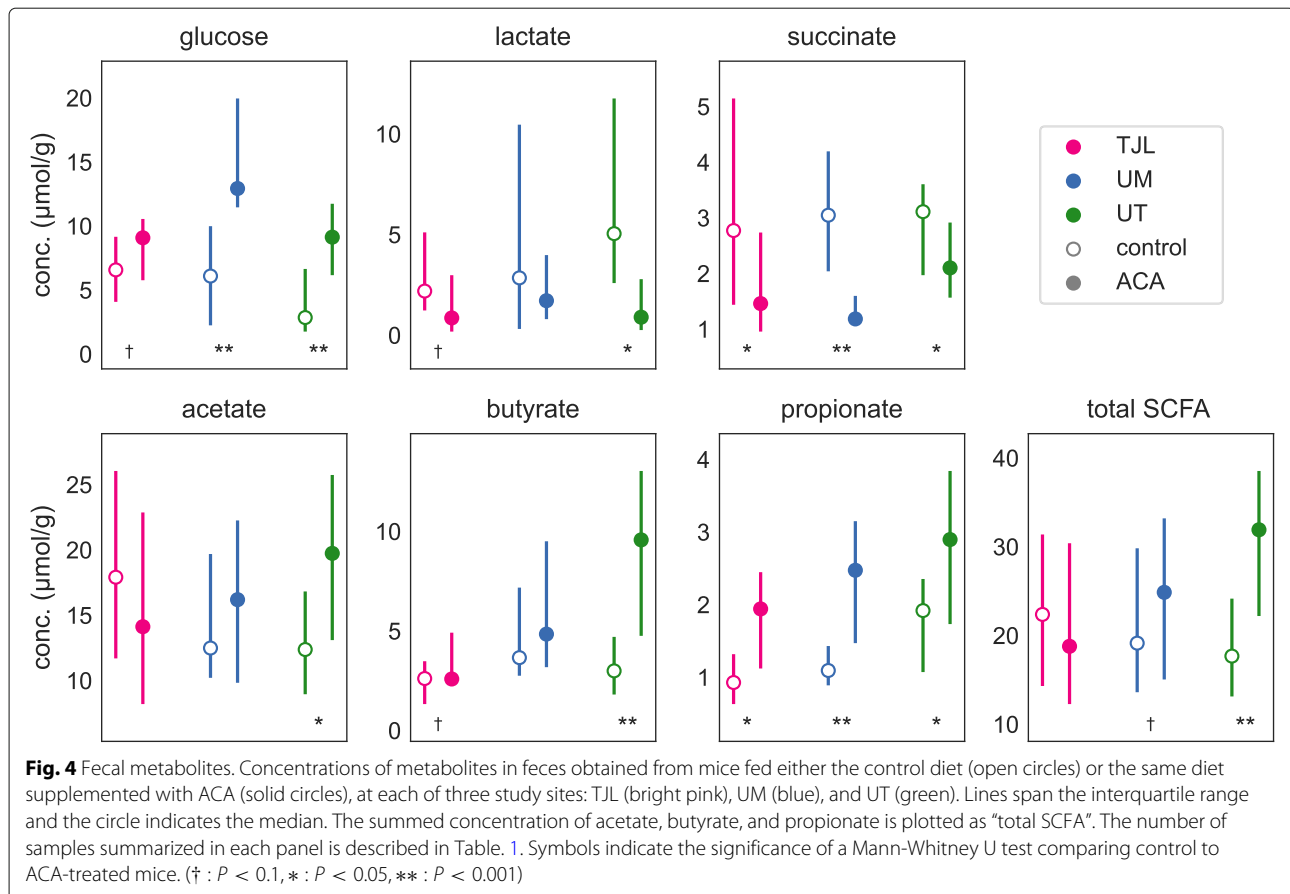 glucose
lactate
succinate
conc. (μmol/g)
20
15
10
5
0
†
**
**
10
5
0
†
*
5
4
3
2
1
*
**
*
TJL
UM
UT
control
ACA
acetate
butyrate
propionate
total SCFA
conc. (μmol/g)
25
20
15
10
*
10
5
0
†
**
4
3
2
1
*
**
*
40
30
20
10
†
**
Fig. 4 Fecal metabolites. Concentrations of metabolites in feces obtained from mice fed either the control diet (open circles) or the same diet
supplemented with ACA (solid circles), at each of three study sites: TJL (bright pink), UM (blue), and UT (green). Lines span the interquartile range
and the circle indicates the median. The summed concentration of acetate, butyrate, and propionate is plotted as “total SCFA”. The number of
samples summarized in each panel is described in Table. 1. Symbols indicate the significance of a Mann-Whitney U test comparing control to
ACA-treated mice. († : P < 0.1, ∗ : P < 0.05, ∗∗ : P < 0.001)